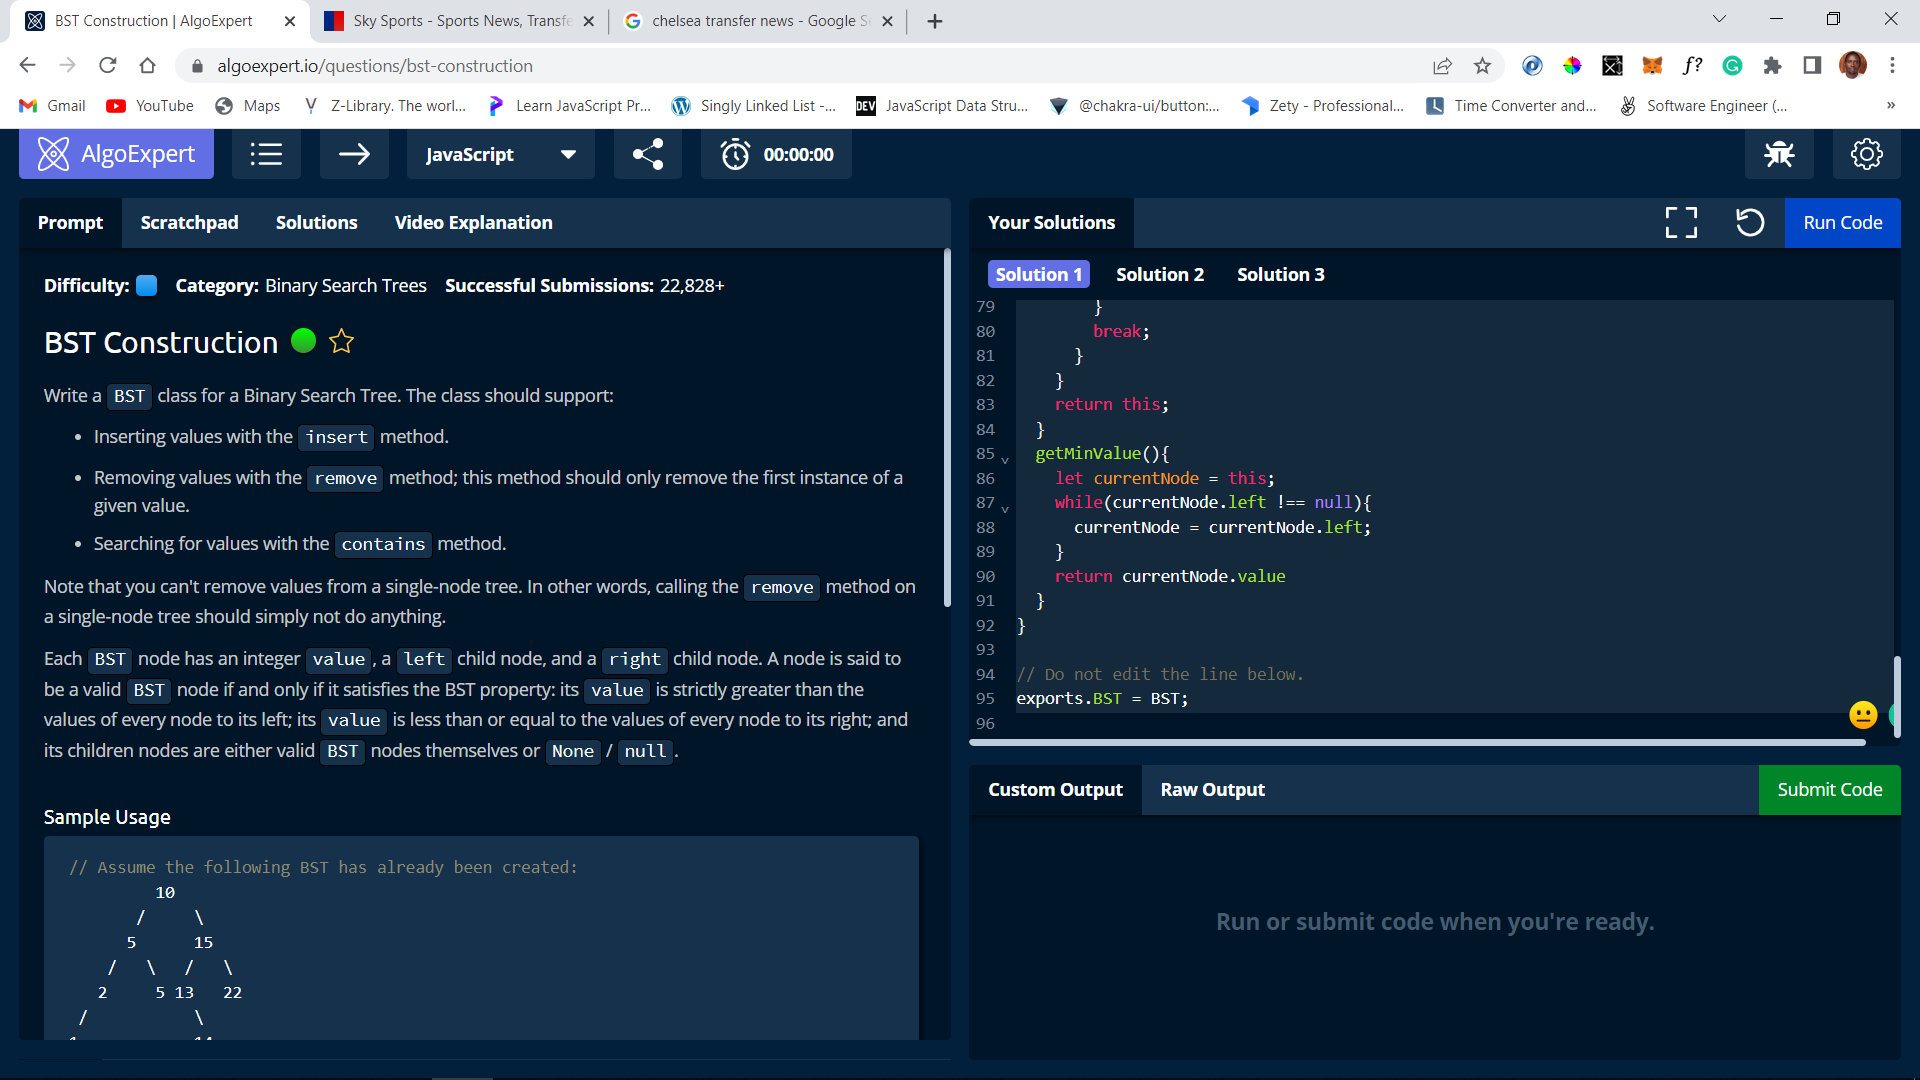 BST Construction | AlgoExpert
Sky Sports - Sports News, Transfe
chelsea transfer news - Google S
algoexpert.io/questions/bst-construction
Gmail
YouTube
Maps
Z-Library. The worl...
Learn JavaScript Pr...
Singly Linked List -...
JavaScript Data Stru...
@chakra-ui/button:...
Zety - Professional...
Time Converter and...
Software Engineer (...
»
AlgoExpert
JavaScript
00:00:00
Prompt
Scratchpad
Solutions
Video Explanation
Difficulty:
Category: Binary Search Trees
Successful Submissions: 22,828+
BST Construction
Write a BST class for a Binary Search Tree. The class should support:
• Inserting values with the insert method.
• Removing values with the remove method; this method should only remove the first instance of a
given value.
• Searching for values with the contains method.
Note that you can't remove values from a single-node tree. In other words, calling the remove method on
a single-node tree should simply not do anything.
Each BST node has an integer value, a left child node, and a right child node. A node is said to
be a valid BST node if and only if it satisfies the BST property: its value is strictly greater than the
values of every node to its left; its value is less than or equal to the values of every node to its right; and
its children nodes are either valid BST nodes themselves or None / null.
Sample Usage
// Assume the following BST has already been created:
10
/ \
5 15
/ \ / \
2 5 13 22
/ \
Your Solutions
Run Code
Solution 1
Solution 2
Solution 3
79 }
80 break;
81 }
82 }
83 return this;
84 }
85 getMinValue(){
86 let currentNode = this;
87 while(currentNode.left !== null){
88 currentNode = currentNode.left;
89 }
90 return currentNode.value
91 }
92 }
93
94 // Do not edit the line below.
95 exports.BST = BST;
96
Custom Output
Raw Output
Submit Code
Run or submit code when you're ready.